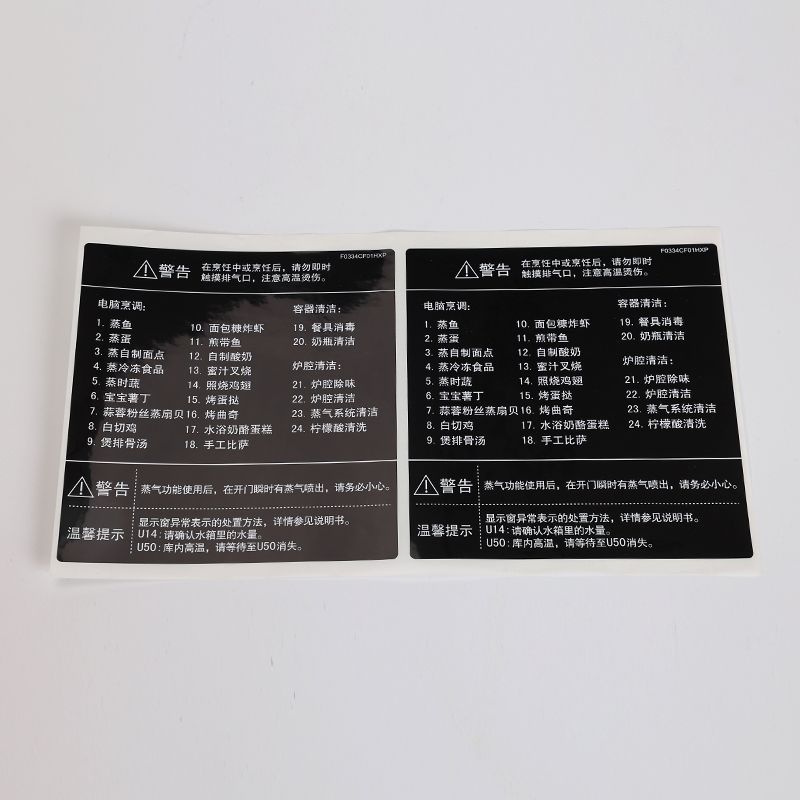 F0334CF01HXP
警告
在烹饪中或烹饪后，请勿即时
触摸排气口，注意高温烫伤。
电脑烹调:
1. 蒸鱼
2. 蒸蛋
3. 蒸自制面点
4. 蒸冷冻食品
5. 蒸时蔬
6. 宝宝薯丁
7. 蒜蓉粉丝蒸扇贝
8. 白切鸡
9. 煲排骨汤
10. 面包糠炸虾
11. 煎带鱼
12. 自制酸奶
13. 蜜汁叉烧
14. 照烧鸡翅
15. 烤蛋挞
16. 烤曲奇
17. 水浴奶酪蛋糕
18. 手工比萨
容器清洁:
19. 餐具消毒
20. 奶瓶清洁
炉腔清洁:
21. 炉腔除味
22. 炉腔清洁
23. 蒸气系统清洁
24. 柠檬酸清洗
警告
蒸气功能使用后，在开门瞬时有蒸气喷出，请务必小心。
温馨提示
显示窗异常表示的处置方法，详情参见说明书。
U14:请确认水箱里的水量。
U50:库内高温，请等待至U50消失。
F0334CF01HXP
警告
在烹饪中或烹饪后，请勿即时
触摸排气口，注意高温烫伤。
电脑烹调:
1. 蒸鱼
2. 蒸蛋
3. 蒸自制面点
4. 蒸冷冻食品
5. 蒸时蔬
6. 宝宝薯丁
7. 蒜蓉粉丝蒸扇贝
8. 白切鸡
9. 煲排骨汤
10. 面包糠炸虾
11. 煎带鱼
12. 自制酸奶
13. 蜜汁叉烧
14. 照烧鸡翅
15. 烤蛋挞
16. 烤曲奇
17. 水浴奶酪蛋糕
18. 手工比萨
容器清洁:
19. 餐具消毒
20. 奶瓶清洁
炉腔清洁:
21. 炉腔除味
22. 炉腔清洁
23. 蒸气系统清洁
24. 柠檬酸清洗
警告
蒸气功能使用后，在开门瞬时有蒸气喷出，请务必小心。
温馨提示
显示窗异常表示的处置方法，详情参见说明书。
U14:请确认水箱里的水量。
U50:库内高温，请等待至U50消失。